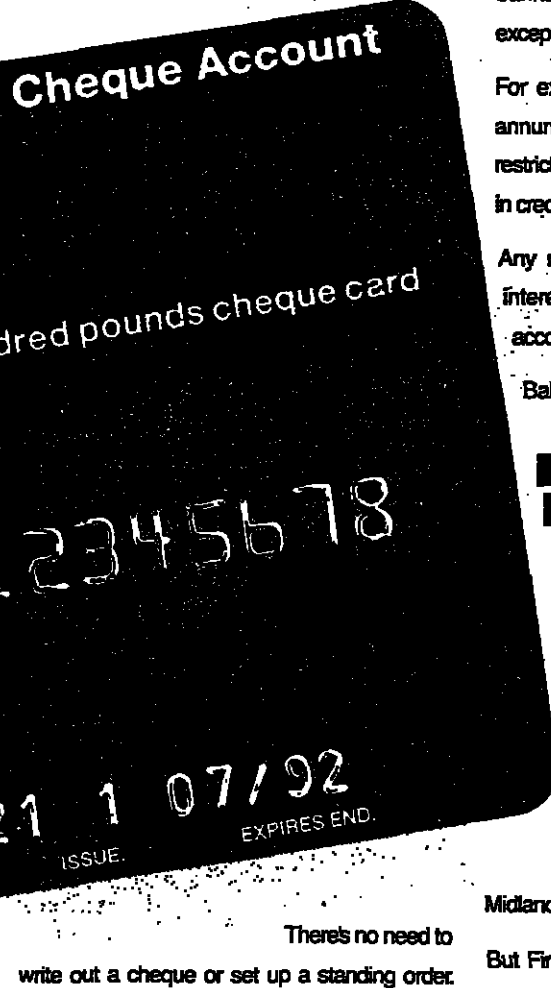 Cheque Account
dred pounds cheque card
2345678
21 1 07/92
ISSUE. EXPIRES END.
There's no need to
write out a cheque or set up a standing order.
excep
For ex
annum
restrict
in cred
Any
intere
acco
Bal
Midland
But Fir